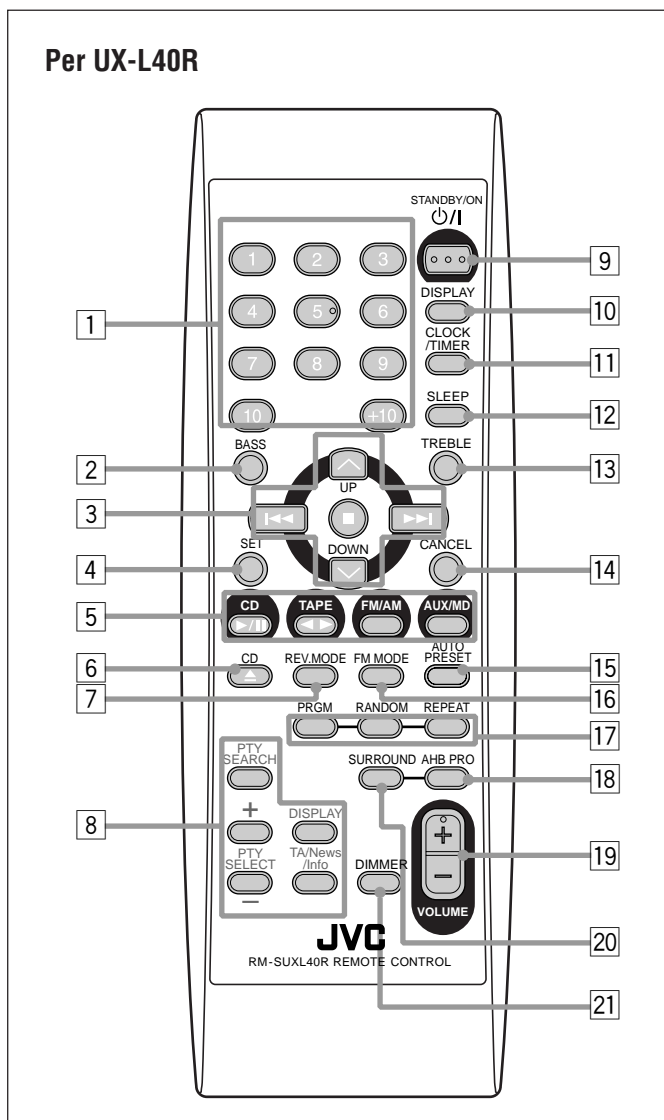 Per UX-L40R
STANDBY/ON
⏻/I
1 2 3
9
DISPLAY
10
1
4 5 6
CLOCK
/TIMER
11
7 8 9
SLEEP
12
10 +10
BASS
TREBLE
2
13
UP
3
DOWN
SET
CANCEL
4
14
5
CD TAPE FM/AM AUX/MD
6
CD
REV.MODE
FM MODE
AUTO
PRESET
15
7
16
PRGM RANDOM REPEAT
17
PTY
SEARCH
SURROUND AHB PRO
18
8
+
DISPLAY
+
19
PTY
SELECT
TA/News
/Info
DIMMER
–
–
VOLUME
20
JVC
RM-SUXL40R REMOTE CONTROL
21